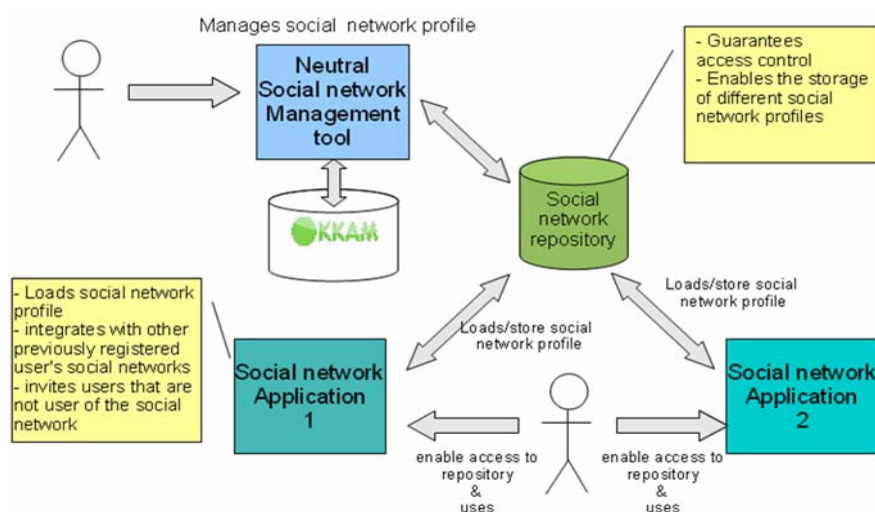 Manages social network profile
Neutral
Social network
Management
tool
- Guarantees
access control
- Enables the storage
of different social
network profiles
OKKAM
Social
network
repository
- Loads social network
profile
- integrates with other
previously registered
user's social networks
- invites users that are
not user of the social
network
Loads/store social
network profile
Loads/store social
network profile
Social network
Application
1
Social network
Application
2
enable access to
repository
&
uses
enable access to
repository
&
uses